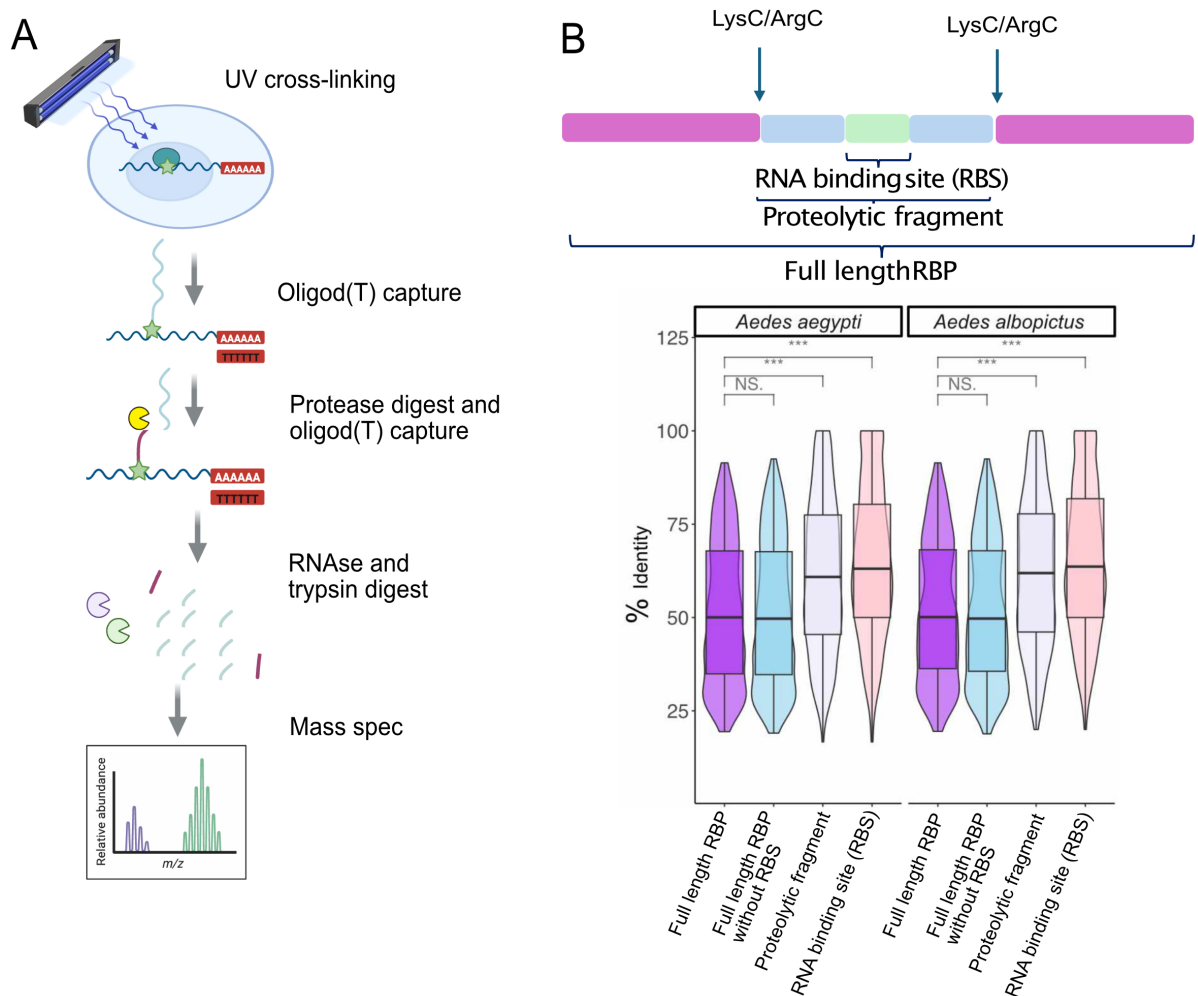 A
UV cross-linking
AAAAAA
Oligod(T) capture
AAAAAA
TTTTTT
Protease digest and
oligod(T) capture
AAAAAA
TTTTTT
RNAse and
trypsin digest
Mass spec
Relative abundance
m/z
B
LysC/ArgC
LysC/ArgC
RNA binding site (RBS)
Proteolytic fragment
Full length RBP
Aedes aegypti
Aedes albopictus
125
***
***
NS.
***
***
NS.
100
75
50
25
% Identity
Full length RBP
Full length RBP
without RBS
Proteolytic fragment
RNA binding site (RBS)
Full length RBP
Full length RBP
without RBS
Proteolytic fragment
RNA binding site (RBS)